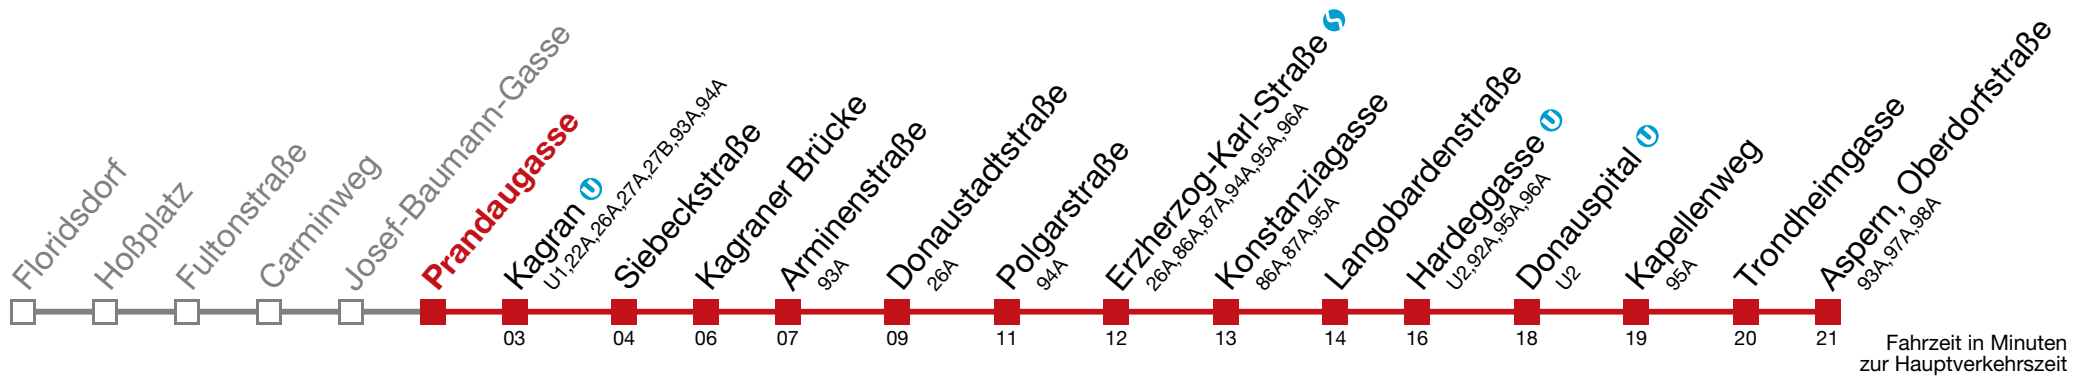 Floridsdorf
Hoßplatz
Fultonstraße
Carminweg
Josef-Baumann-Gasse
Prandaugasse
Kagran U
U1,22A,26A,27A,27B,93A,94A
Siebeckstraße
Kagraner Brücke
Arminenstraße
93A
Donaustadtstraße
26A
Polgarstraße
94A
Erzherzog-Karl-Straße S
26A,86A,87A,94A,95A,96A
Konstanziagasse
86A,87A,95A
Langobardenstraße
Hardeggasse U
U2,92A,95A,96A
Donauspital U
U2
Kapellenweg
95A
Trondheimgasse
Aspern, Oberdorfstraße
93A,97A,98A
03 04 06 07 09 11 12 13 14 16 18 19 20 21
Fahrzeit in Minuten
zur Hauptverkehrszeit